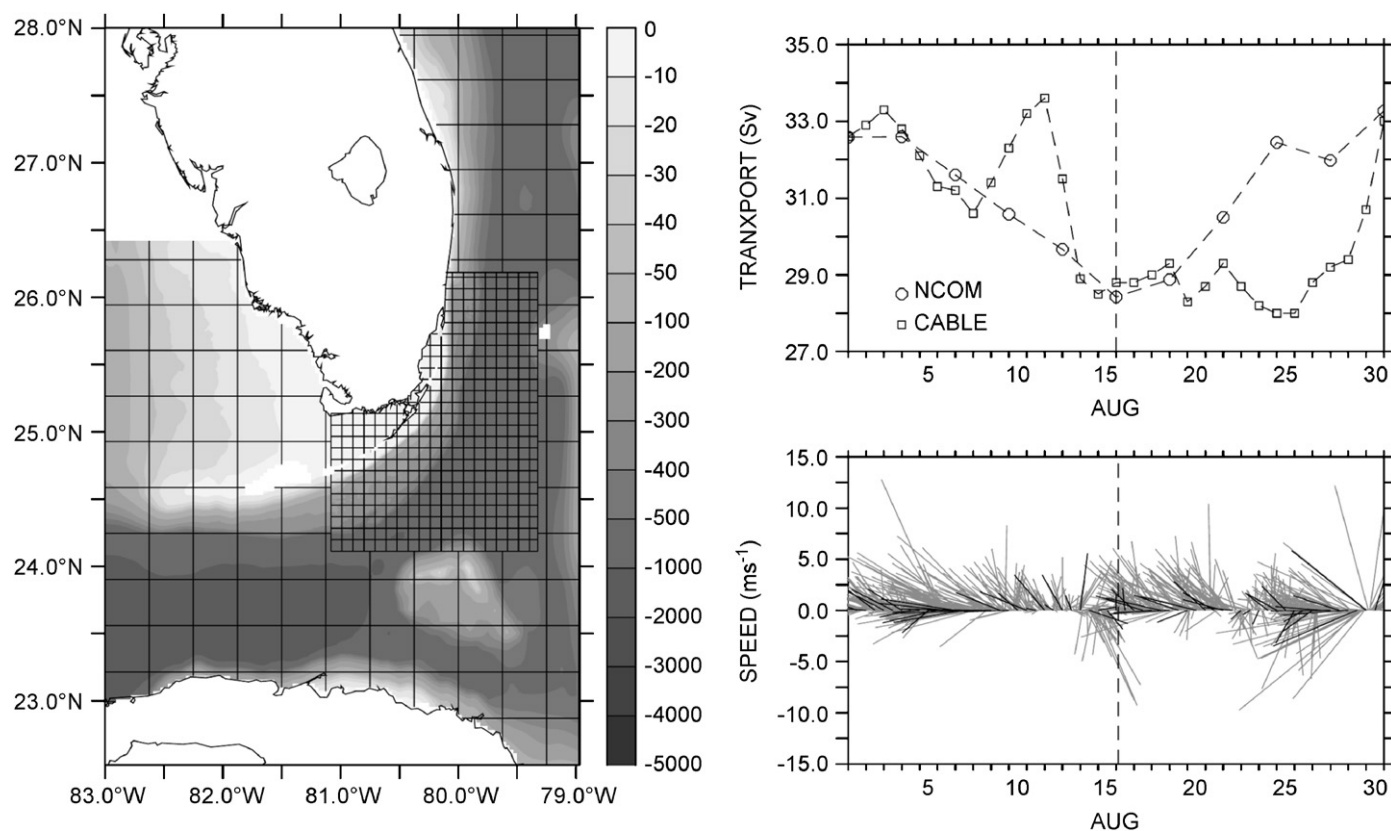 28.0°N
27.0°N
26.0°N
25.0°N
24.0°N
23.0°N
83.0°W 82.0°W 81.0°W 80.0°W 79.0°W
0
-10
-20
-30
-40
-50
-100
-200
-300
-400
-500
-1000
-2000
-3000
-4000
-5000
TRANXPORT (Sv)
35.0
33.0
31.0
29.0
27.0
NCOM
CABLE
5 10 15 20 25 30
AUG
SPEED (ms-1)
15.0
10.0
5.0
0.0
-5.0
-10.0
-15.0
5 10 15 20 25 30
AUG